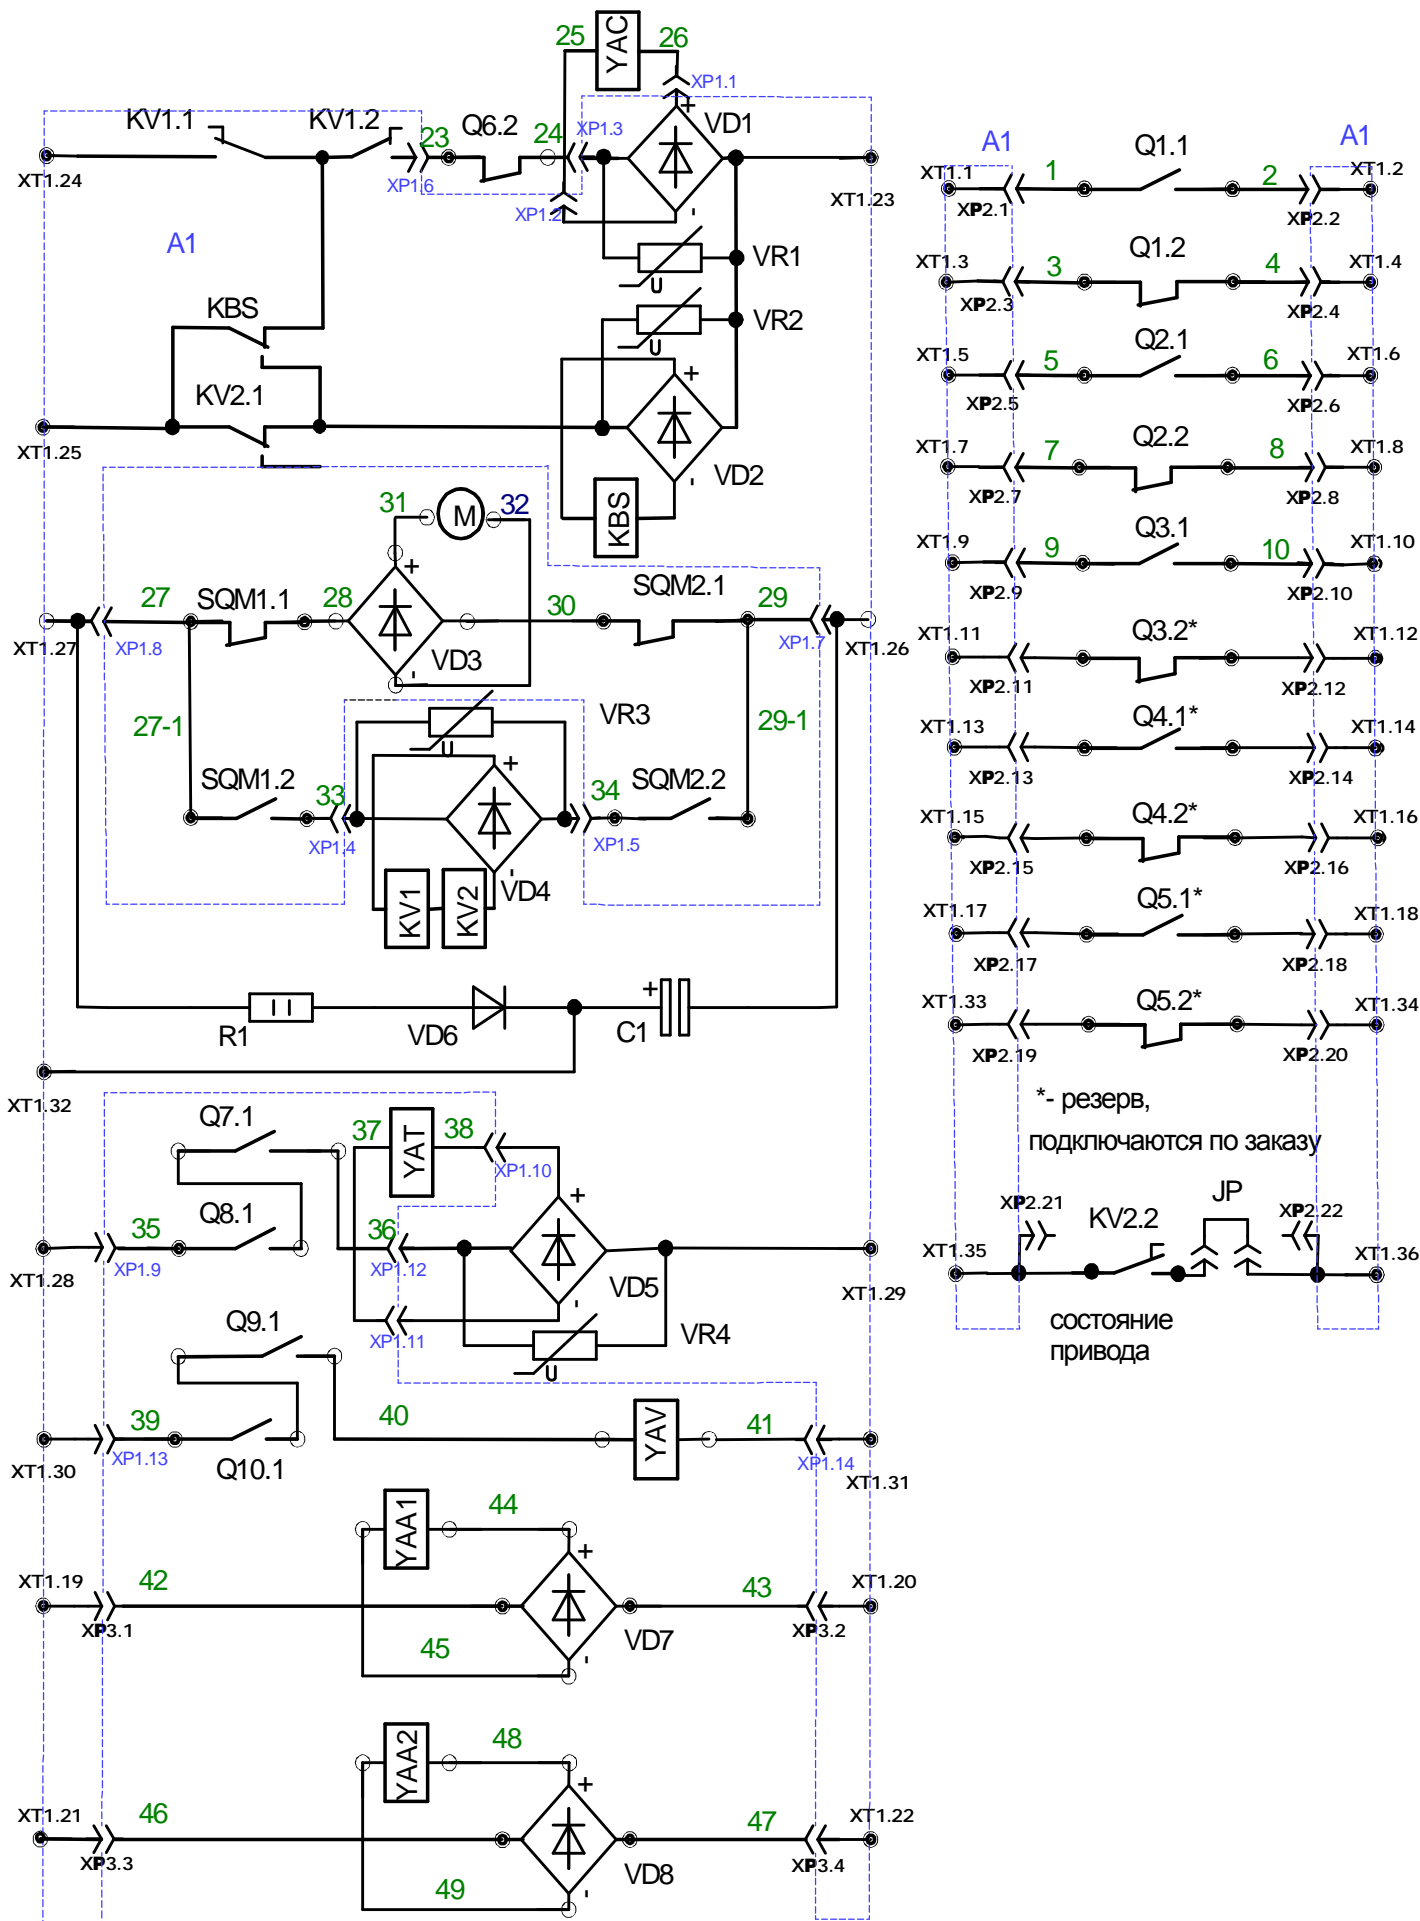 25 YAC 26
XP1.1
KV1.1 KV1.2 23 Q6.2 24 XP1.3 + VD1
XT1.24 XP1.6 XP1.2 - XT1.23
A1
U VR1
KBS
U VR2
KV2.1 +
XT1.25 VD2
KBS -
31 M 32
+
27 SQM1.1 28 30 SQM2.1 29
XT1.27 XP1.8 VD3 - XP1.7 XT1.26
27-1 U VR3 29-1
SQM1.2 33 + 34 SQM2.2
XP1.4 XP1.5
KV1 KV2 - VD4
R1 VD6 + C1
XT1.32
Q7.1 37 YAT 38
XP1.10
35 Q8.1 36 +
XT1.28 XP1.9 XP1.12 VD5 XT1.29
XP1.11 -
Q9.1 U VR4
39 40 YAV 41
XT1.30 XP1.13 Q10.1 XP1.14 XT1.31
YAA1 44
+
XT1.19 42 43 XT1.20
XP3.1 VD7 XP3.2
45 -
YAA2 48
+
XT1.21 46 47 XT1.22
XP3.3 VD8 XP3.4
49 -
A1 A1
XT1.1 1 Q1.1 2 XT1.2
XP2.1 XP2.2
XT1.3 3 Q1.2 4 XT1.4
XP2.3 XP2.4
XT1.5 5 Q2.1 6 XT1.6
XP2.5 XP2.6
XT1.7 7 Q2.2 8 XT1.8
XP2.7 XP2.8
XT1.9 9 Q3.1 10 XT1.10
XP2.9 XP2.10
XT1.11 Q3.2* XT1.12
XP2.11 XP2.12
XT1.13 Q4.1* XT1.14
XP2.13 XP2.14
XT1.15 Q4.2* XT1.16
XP2.15 XP2.16
XT1.17 Q5.1* XT1.18
XP2.17 XP2.18
XT1.33 Q5.2* XT1.34
XP2.19 XP2.20
*- резерв,
подключаются по заказу
XP2.21 KV2.2 JP XP2.22
XT1.35 XT1.36
состояние
привода